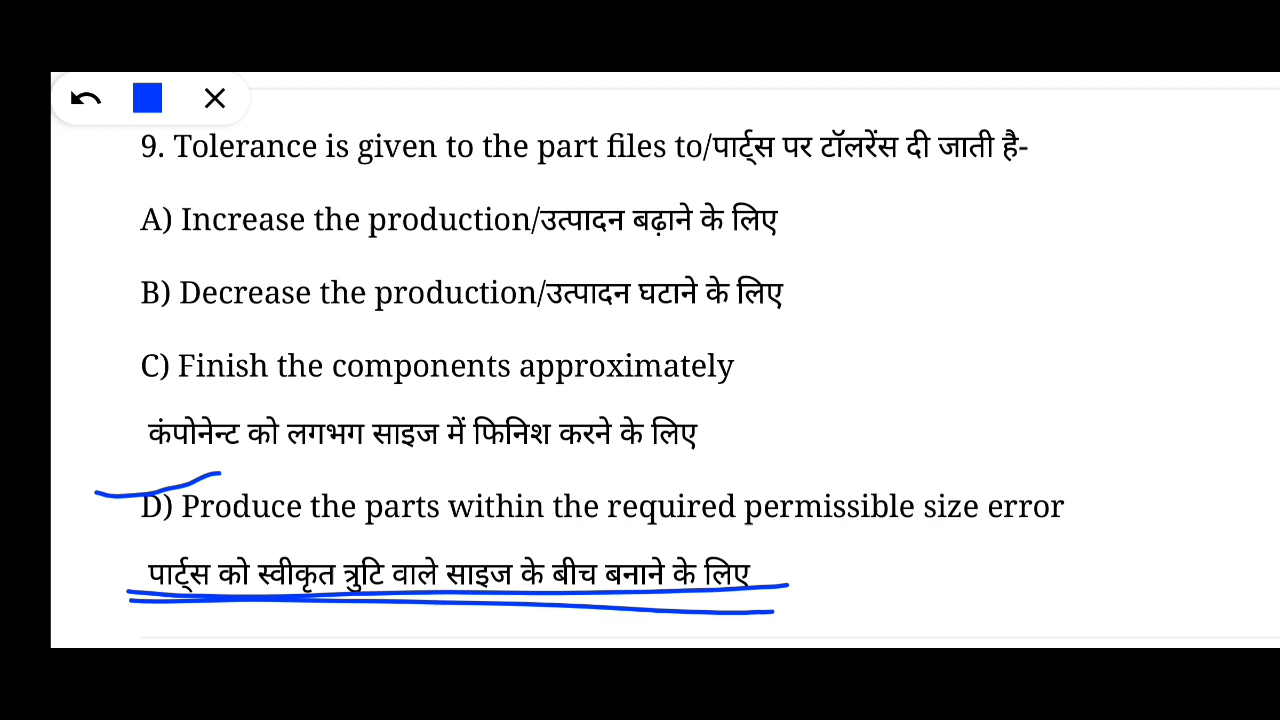 9. Tolerance is given to the part files to/पार्ट्स पर टॉलरेंस दी जाती है-
A) Increase the production/उत्पादन बढ़ाने के लिए
B) Decrease the production/उत्पादन घटाने के लिए
C) Finish the components approximately
कंपोनेन्ट को लगभग साइज में फिनिश करने के लिए
D) Produce the parts within the required permissible size error
पार्ट्स को स्वीकृत त्रुटि वाले साइज के बीच बनाने के लिए